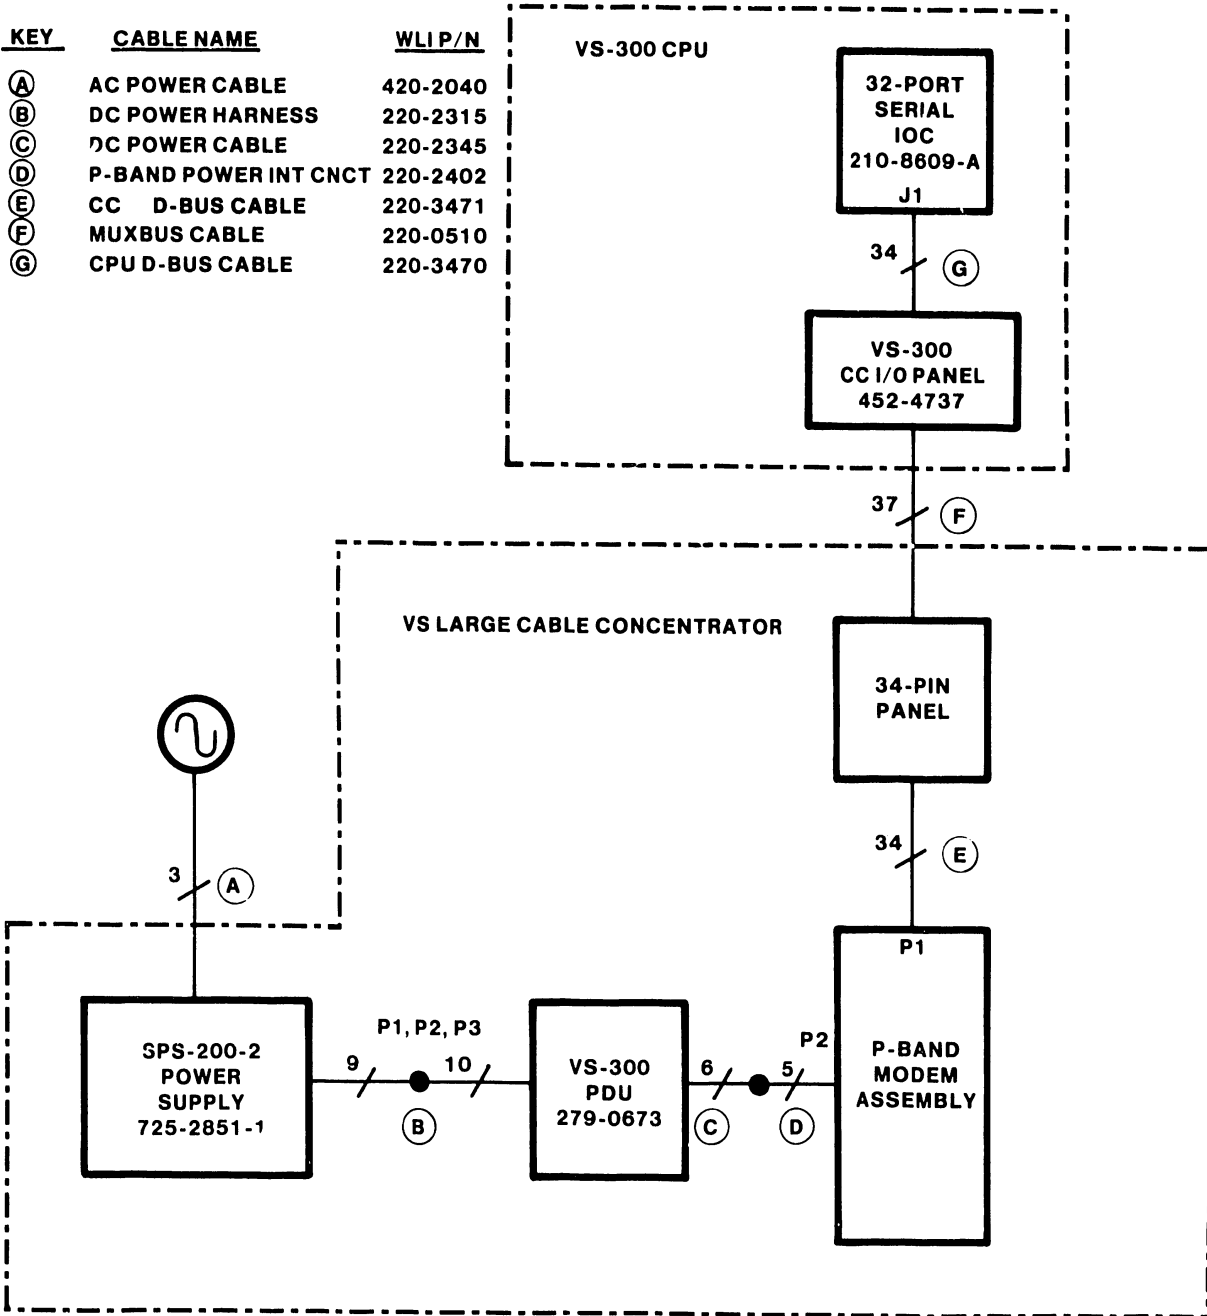 KEY CABLE NAME WLI P/N
A AC POWER CABLE 420-2040
B DC POWER HARNESS 220-2315
C DC POWER CABLE 220-2345
D P-BAND POWER INT CNCT 220-2402
E CC D-BUS CABLE 220-3471
F MUXBUS CABLE 220-0510
G CPU D-BUS CABLE 220-3470
VS-300 CPU
32-PORT
SERIAL
IOC
210-8609-A
J1
34 G
VS-300
CC I/O PANEL
452-4737
37 F
VS LARGE CABLE CONCENTRATOR
34-PIN
PANEL
34 E
3 A
SPS-200-2
POWER
SUPPLY
725-2851-1
P1, P2, P3
9 10
B
VS-300
PDU
279-0673
6 5
C D
P2
P1
P-BAND
MODEM
ASSEMBLY